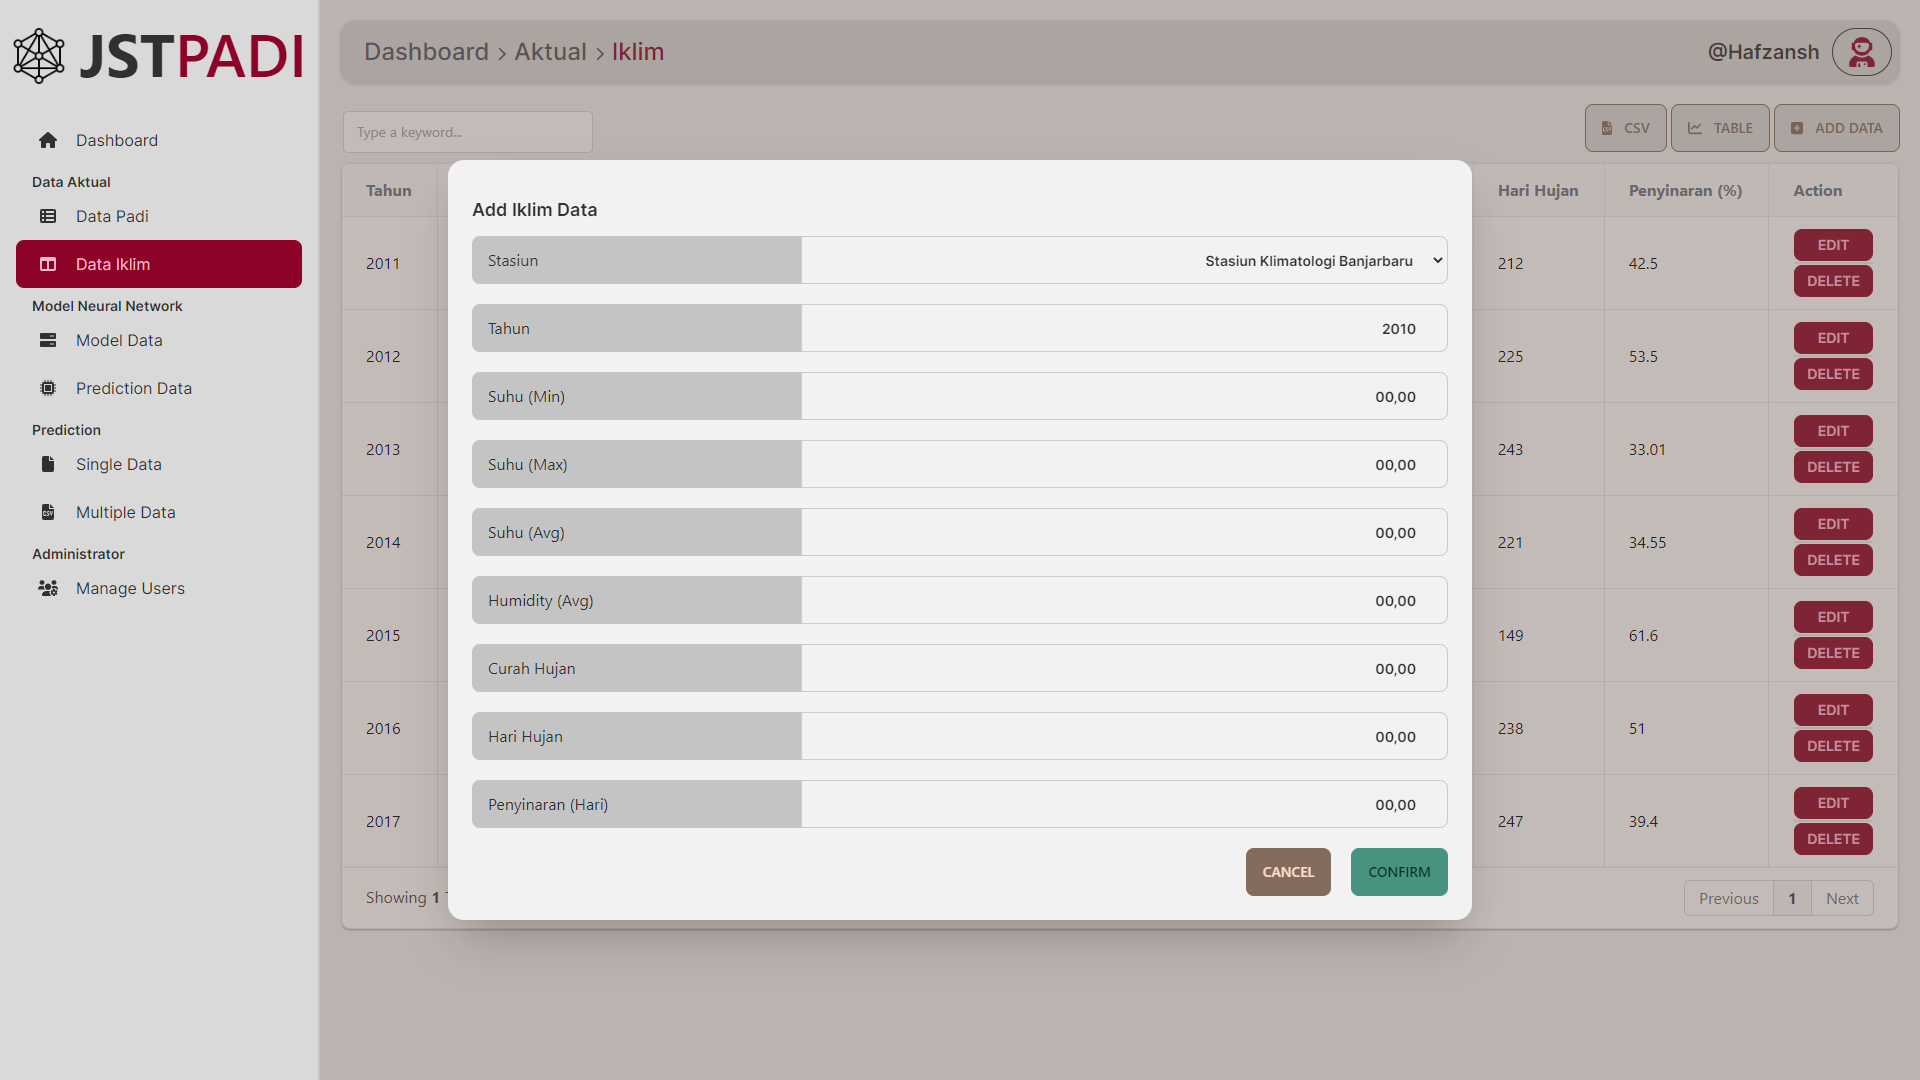 JSTPADI
Dashboard
Data Aktual
Data Padi
Data Iklim
Model Neural Network
Model Data
Prediction Data
Prediction
Single Data
Multiple Data
Administrator
Manage Users
Dashboard > Aktual > Iklim
@Hafzansh
Type a keyword...
CSV
TABLE
ADD DATA
Tahun
Hari Hujan
Penyinaran (%)
Action
2011
212
42.5
EDIT
DELETE
2012
225
53.5
EDIT
DELETE
2013
243
33.01
EDIT
DELETE
2014
221
34.55
EDIT
DELETE
2015
149
61.6
EDIT
DELETE
2016
238
51
EDIT
DELETE
2017
247
39.4
EDIT
DELETE
Showing 1
Previous
1
Next
Add Iklim Data
Stasiun
Stasiun Klimatologi Banjarbaru
Tahun
2010
Suhu (Min)
00,00
Suhu (Max)
00,00
Suhu (Avg)
00,00
Humidity (Avg)
00,00
Curah Hujan
00,00
Hari Hujan
00,00
Penyinaran (Hari)
00,00
CANCEL
CONFIRM